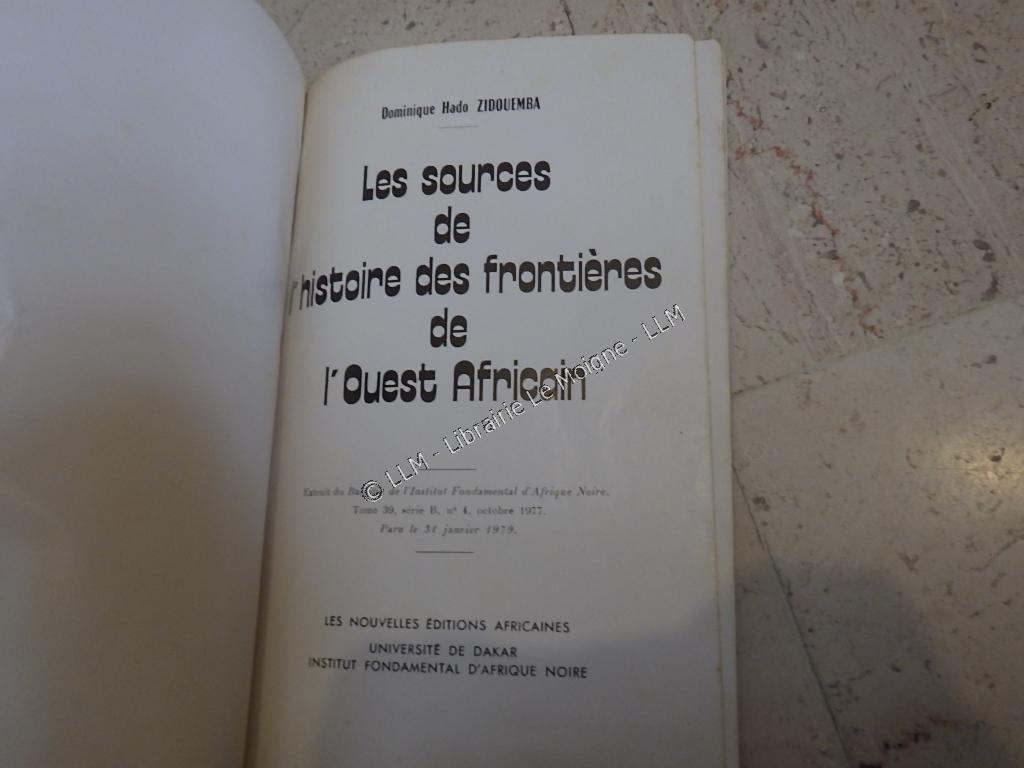 Dominique Hado ZIDOUEMBA
Les sources
de
l'histoire des frontières
de
l'Ouest Africain
© LLM - Librairie Le Moigne - LLM
Extrait du de l'Institut Fondamental d'Afrique Noire.
Tome 39, série B, n° 4, octobre 1977.
Paru le 31 janvier 1979.
LES NOUVELLES ÉDITIONS AFRICAINES
UNIVERSITÉ DE DAKAR
INSTITUT FONDAMENTAL D'AFRIQUE NOIRE